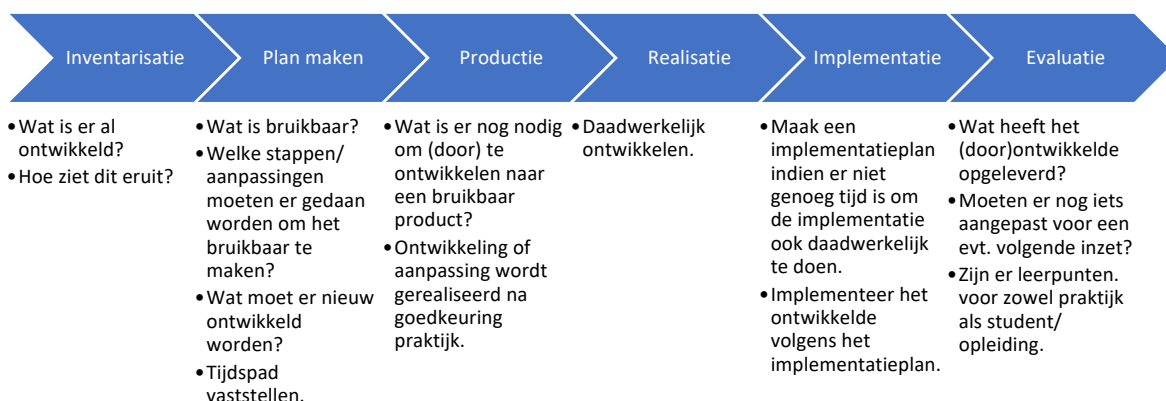 Inventarisatie
Plan maken
Productie
Realisatie
Implementatie
Evaluatie
•Wat is er al
ontwikkeld?
•Hoe ziet dit eruit?
•Wat is bruikbaar?
•Welke stappen/
aanpassingen
moeten er gedaan
worden om het
bruikbaar te
maken?
•Wat moet er nieuw
ontwikkeld
worden?
•Tijdspad
vaststellen.
•Wat is er nog nodig
om (door) te
ontwikkelen naar
een bruikbaar
product?
•Ontwikkeling of
aanpassing wordt
gerealiseerd na
goedkeuring
praktijk.
•Daadwerkelijk
ontwikkelen.
•Maak een
implementatieplan
indien er niet
genoeg tijd is om
de implementatie
ook daadwerkelijk
te doen.
•Implementeer het
ontwikkelde
volgens het
implementatieplan.
•Wat heeft het
(door)ontwikkelde
opgeleverd?
•Moeten er nog iets
aangepast voor een
evt. volgende inzet?
•Zijn er leerpunten.
voor zowel praktijk
als student/
opleiding.